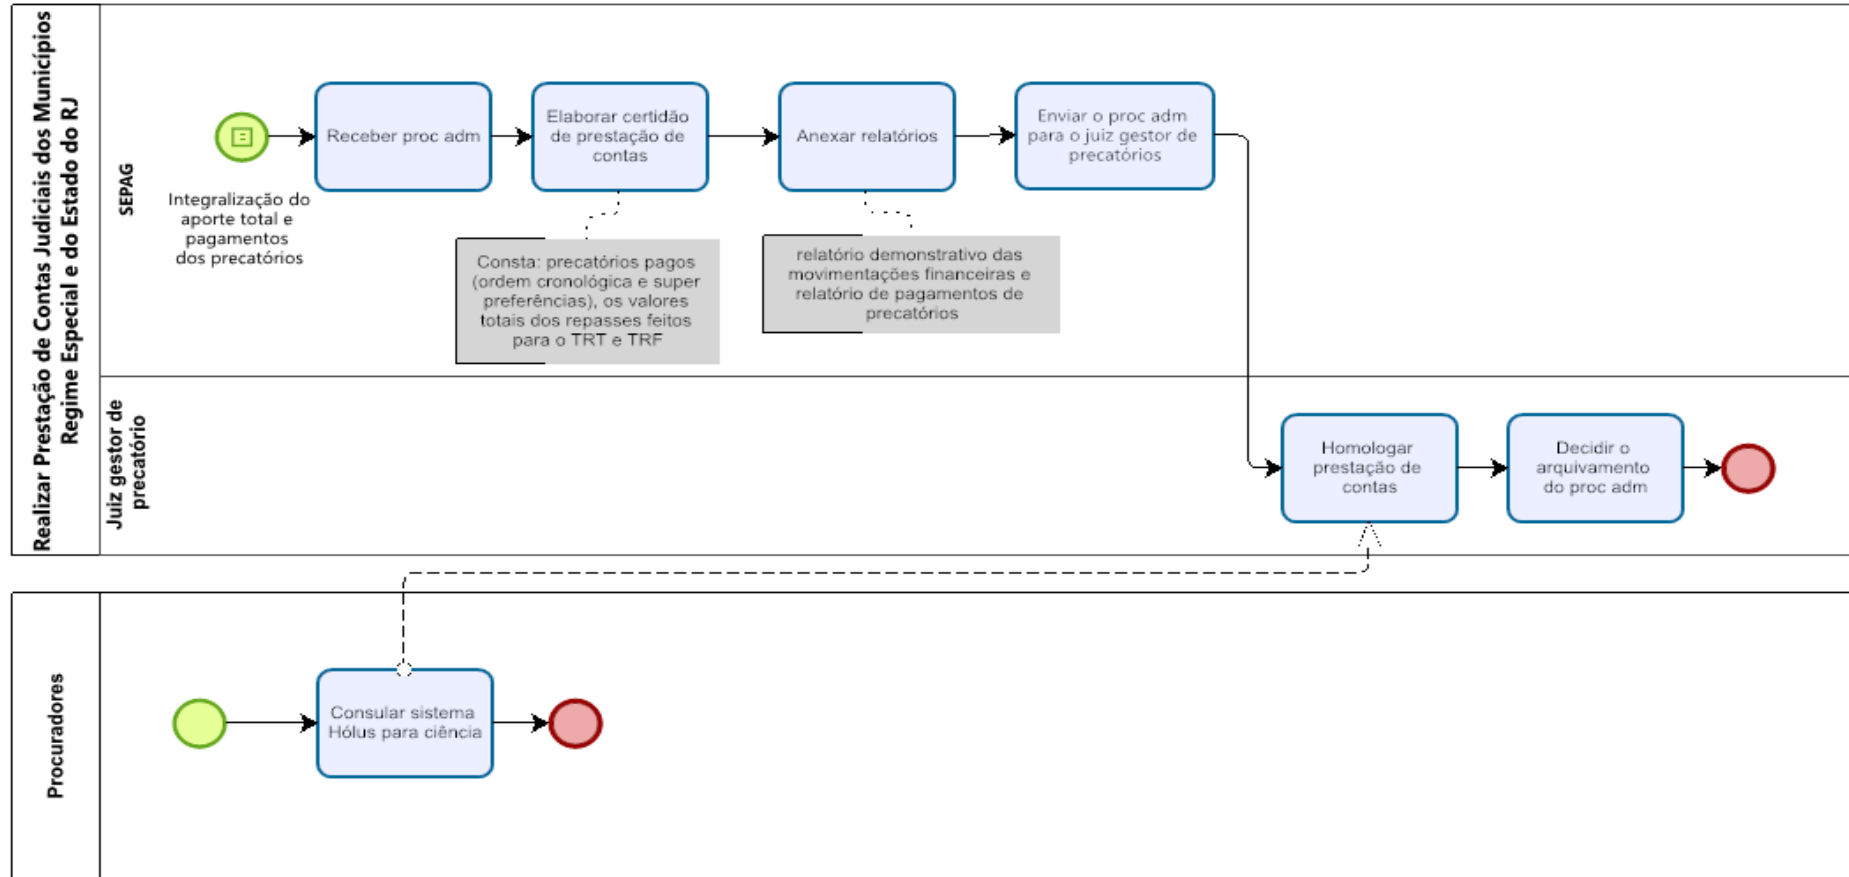 Realizar Prestação de Contas Judiciais dos Municípios
Regime Especial e do Estado do RJ
SEPAG
Integralização do
aporte total e
pagamentos
dos precatórios
Receber proc adm
Elaborar certidão
de prestação de
contas
Anexar relatórios
Enviar o proc adm
para o juiz gestor de
precatórios
Consta: precatórios pagos
(ordem cronológica e super
preferências), os valores
totais dos repasses feitos
para o TRT e TRF
relatório demonstrativo das
movimentações financeiras e
relatório de pagamentos de
precatórios
Juiz gestor de
precatório
Homologar
prestação de
contas
Decidir o
arquivamento
do proc adm
Procuradores
Consular sistema
Hólus para ciência